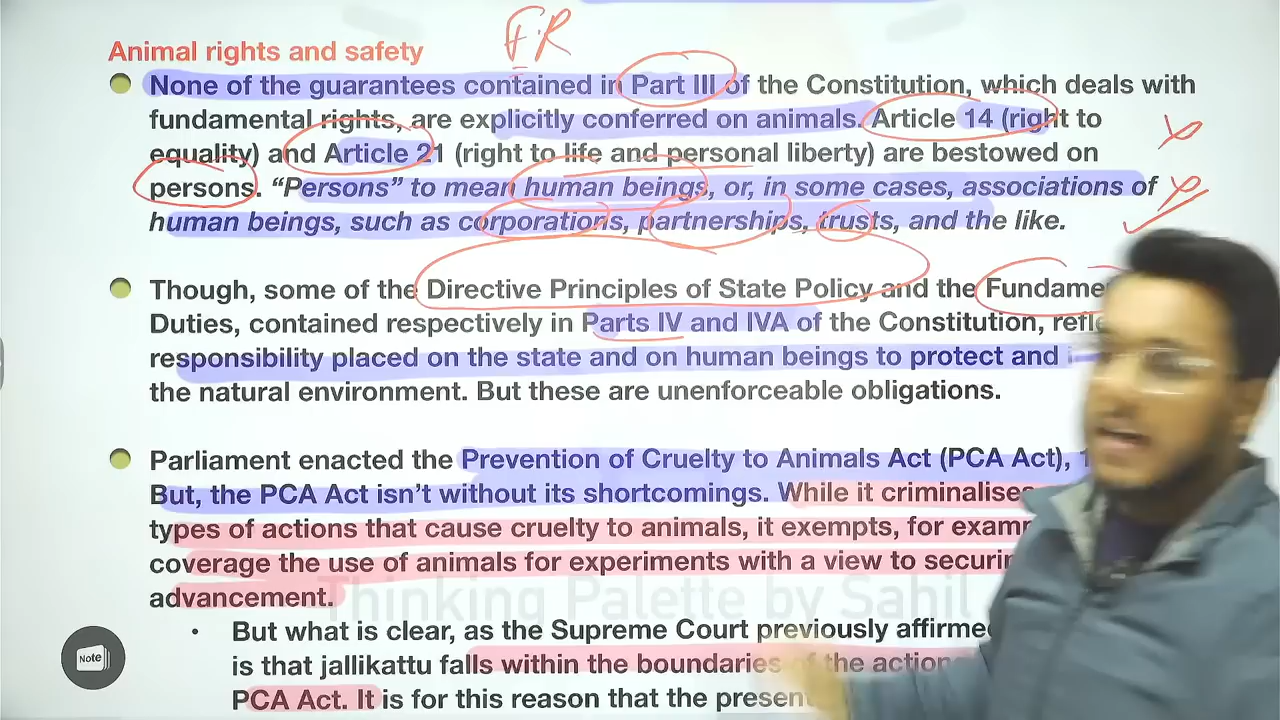 F.R
Animal rights and safety
None of the guarantees contained in Part III of the Constitution, which deals with
fundamental rights, are explicitly conferred on animals. Article 14 (right to
equality) and Article 21 (right to life and personal liberty) are bestowed on
persons. “Persons” to mean human beings, or, in some cases, associations of
human beings, such as corporations, partnerships, trusts, and the like.
Though, some of the Directive Principles of State Policy and the Fundame
Duties, contained respectively in Parts IV and IVA of the Constitution, refle
responsibility placed on the state and on human beings to protect and i
the natural environment. But these are unenforceable obligations.
Parliament enacted the Prevention of Cruelty to Animals Act (PCA Act), 1
But, the PCA Act isn’t without its shortcomings. While it criminalises
types of actions that cause cruelty to animals, it exempts, for exam
coverage the use of animals for experiments with a view to securin
advancement.
Thinking Palette by Sahil
But what is clear, as the Supreme Court previously affirme
is that jallikattu falls within the boundaries of the action
PCA Act. It is for this reason that the presen
Note